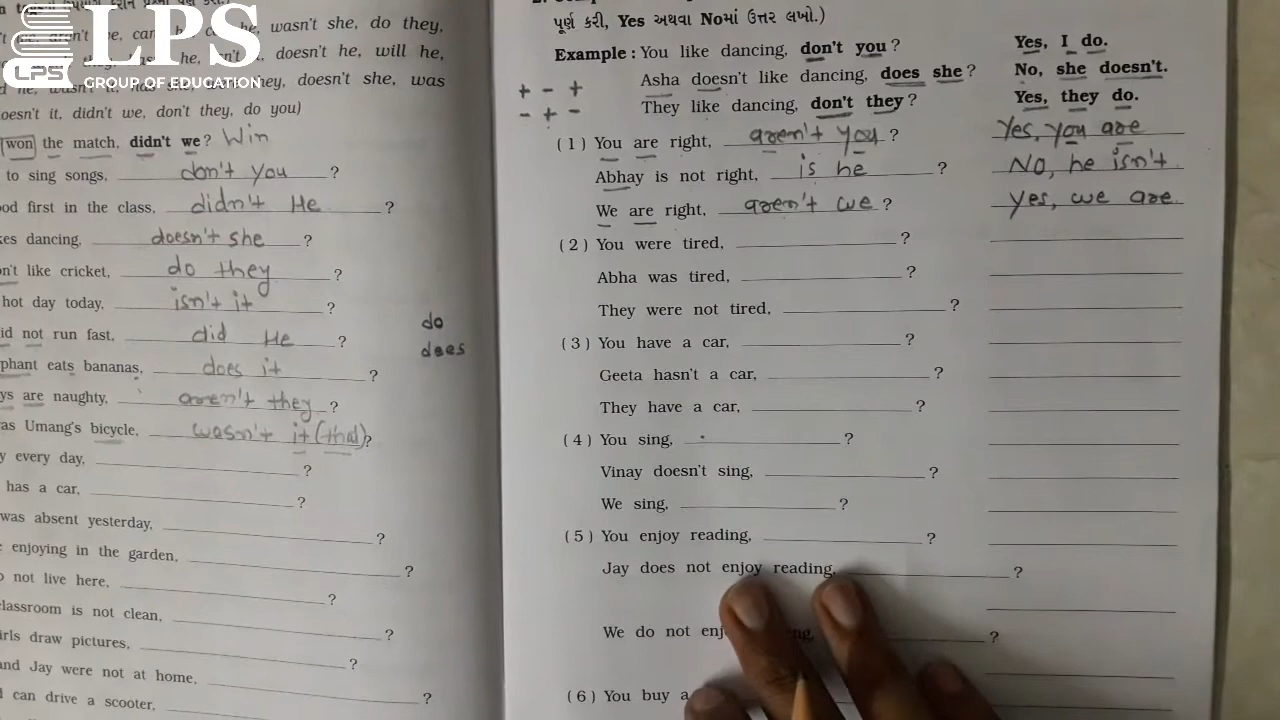 LPS
LPS
GROUP OF EDUCATION
wasn't she, do they,
doesn't he, will he,
doesn't she, was
oesn't it, didn't we, don't they, do you)
won the match, didn't we? Win
to sing songs, don't you ?
ood first in the class, didn't He ?
kes dancing, doesn't she ?
on't like cricket, do they ?
hot day today, isn't it ?
id not run fast, did He ?
do
does
phant eats bananas, does it ?
ys are naughty, aren't they ?
as Umang's bicycle, wasn't it (that)?
y every day, ?
has a car, ?
was absent yesterday, ?
enjoying in the garden, ?
o not live here, ?
classroom is not clean, ?
irls draw pictures, ?
and Jay were not at home, ?
I can drive a scooter,
પૂર્ણ કરી, Yes અથવા Noમાં ઉત્તર લખો.)
Example : You like dancing, don't you ? Yes, I do.
+ - + Asha doesn't like dancing, does she ? No, she doesn't.
- + - They like dancing, don't they ? Yes, they do.
( 1 ) You are right, aren't you ? Yes, you are
Abhay is not right, is he ? No, he isn't
We are right, aren't we ? Yes, we are
( 2 ) You were tired, ?
Abha was tired, ?
They were not tired, ?
( 3 ) You have a car, ?
Geeta hasn't a car, ?
They have a car, ?
( 4 ) You sing, ?
Vinay doesn't sing, ?
We sing, ?
( 5 ) You enjoy reading, ?
Jay does not enjoy reading, ?
We do not enj ng, ?
( 6 ) You buy a